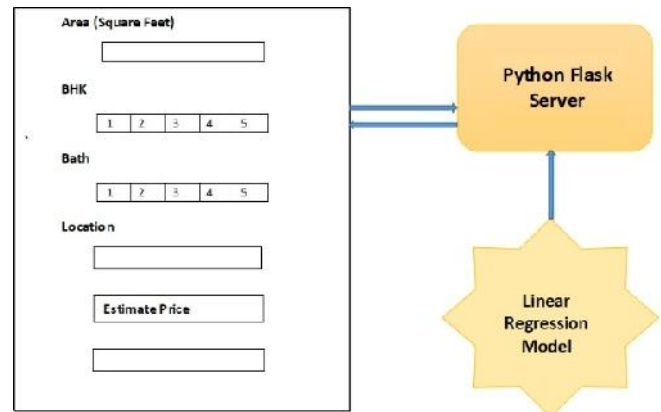 Area (Square Feet)
BHK
1 2 3 4 5
Bath
1 2 3 4 5
Location
Estimate Price
Python Flask
Server
Linear
Regression
Model